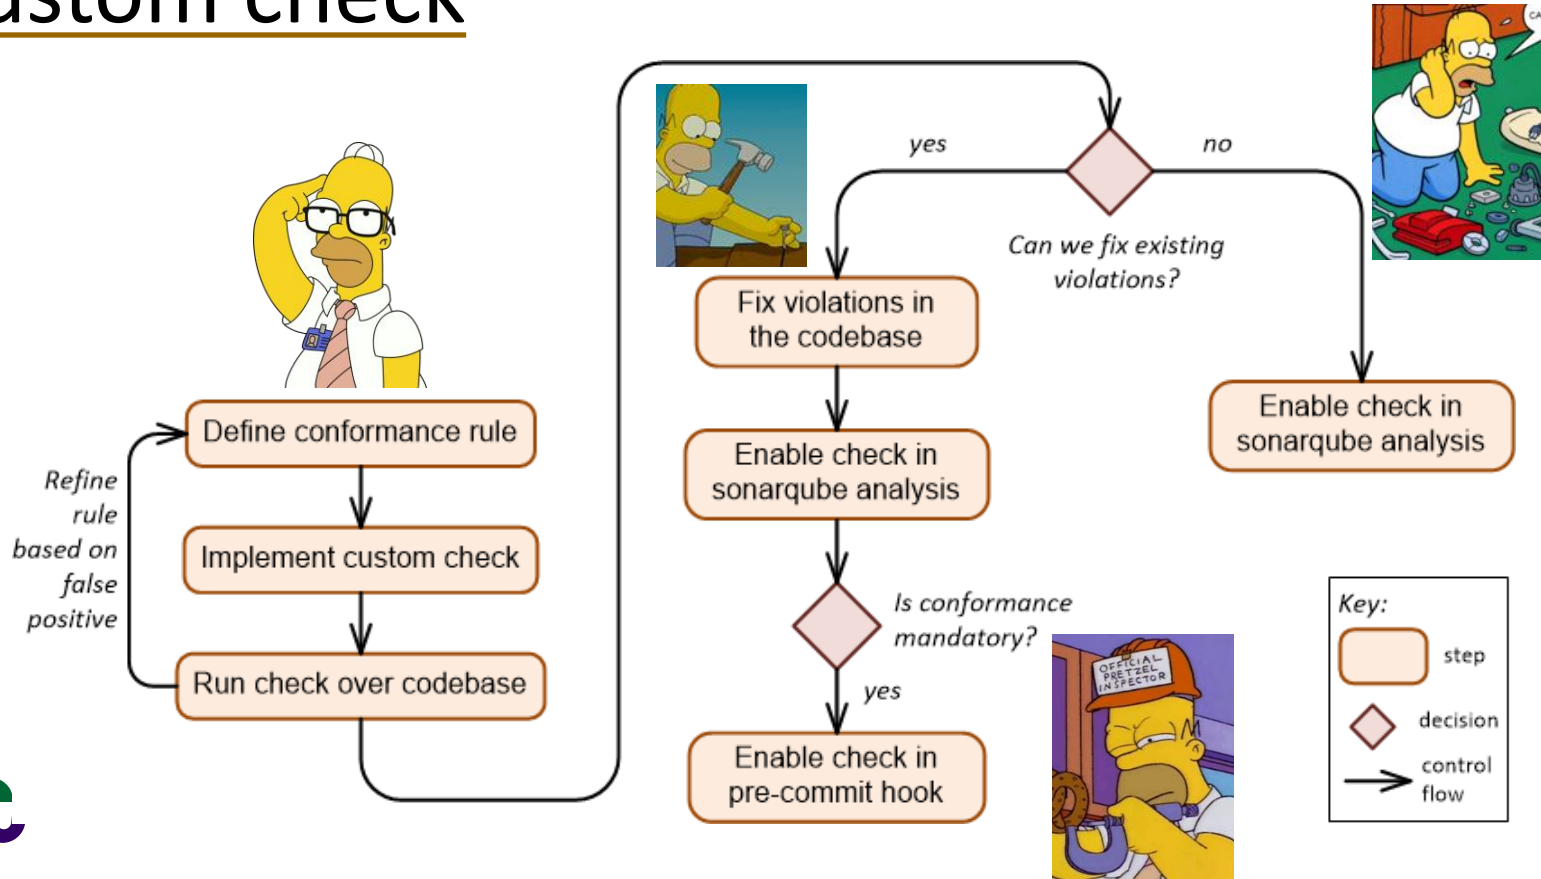 custom check
Define conformance rule
Implement custom check
Run check over codebase
Refine
rule
based on
false
positive
yes
no
Can we fix existing
violations?
Fix violations in
the codebase
Enable check in
sonarqube analysis
Is conformance
mandatory?
yes
Enable check in
pre-commit hook
Enable check in
sonarqube analysis
OFFICIAL
PRETZEL
INSPECTOR
Key:
step
decision
control
flow